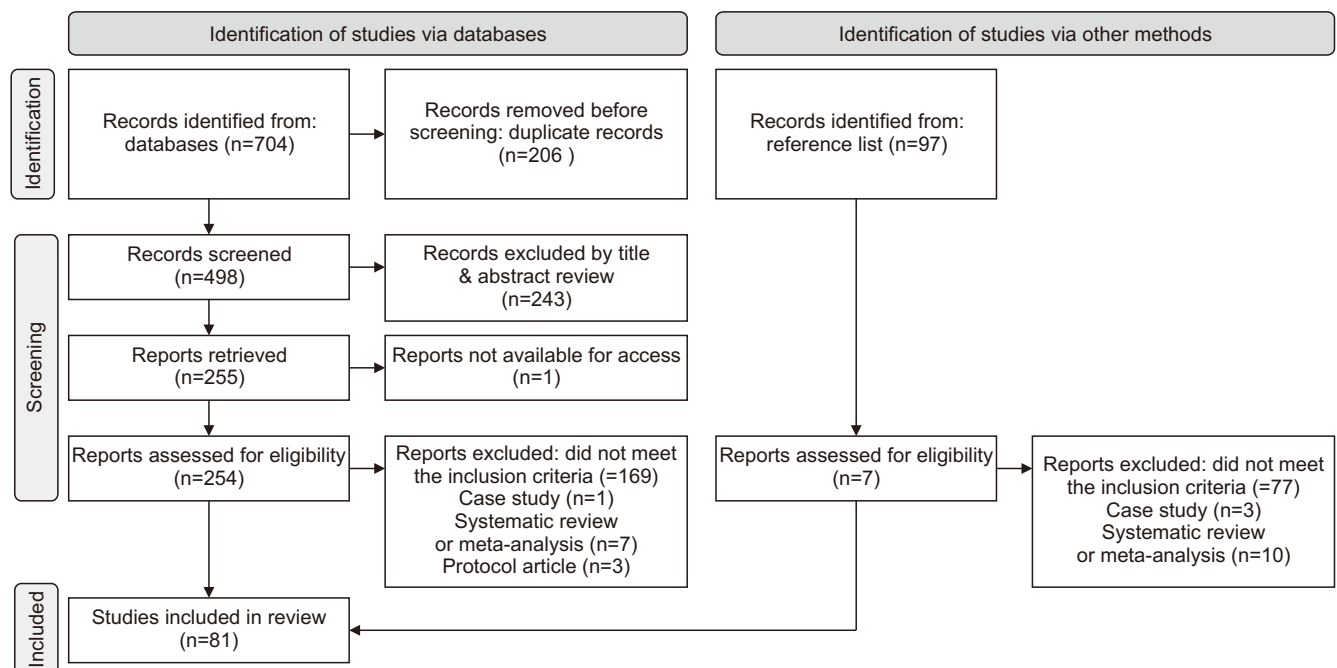 Identification of studies via databases
Identification of studies via other methods
Identification
Records identified from:
databases (n=704)
Records removed before
screening: duplicate records
(n=206 )
Records identified from:
reference list (n=97)
Screening
Records screened
(n=498)
Records excluded by title
& abstract review
(n=243)
Reports retrieved
(n=255)
Reports not available for access
(n=1)
Reports assessed for eligibility
(n=254)
Reports excluded: did not meet
the inclusion criteria (=169)
Case study (n=1)
Systematic review
or meta-analysis (n=7)
Protocol article (n=3)
Reports assessed for eligibility
(n=7)
Reports excluded: did not meet
the inclusion criteria (=77)
Case study (n=3)
Systematic review
or meta-analysis (n=10)
Included
Studies included in review
(n=81)